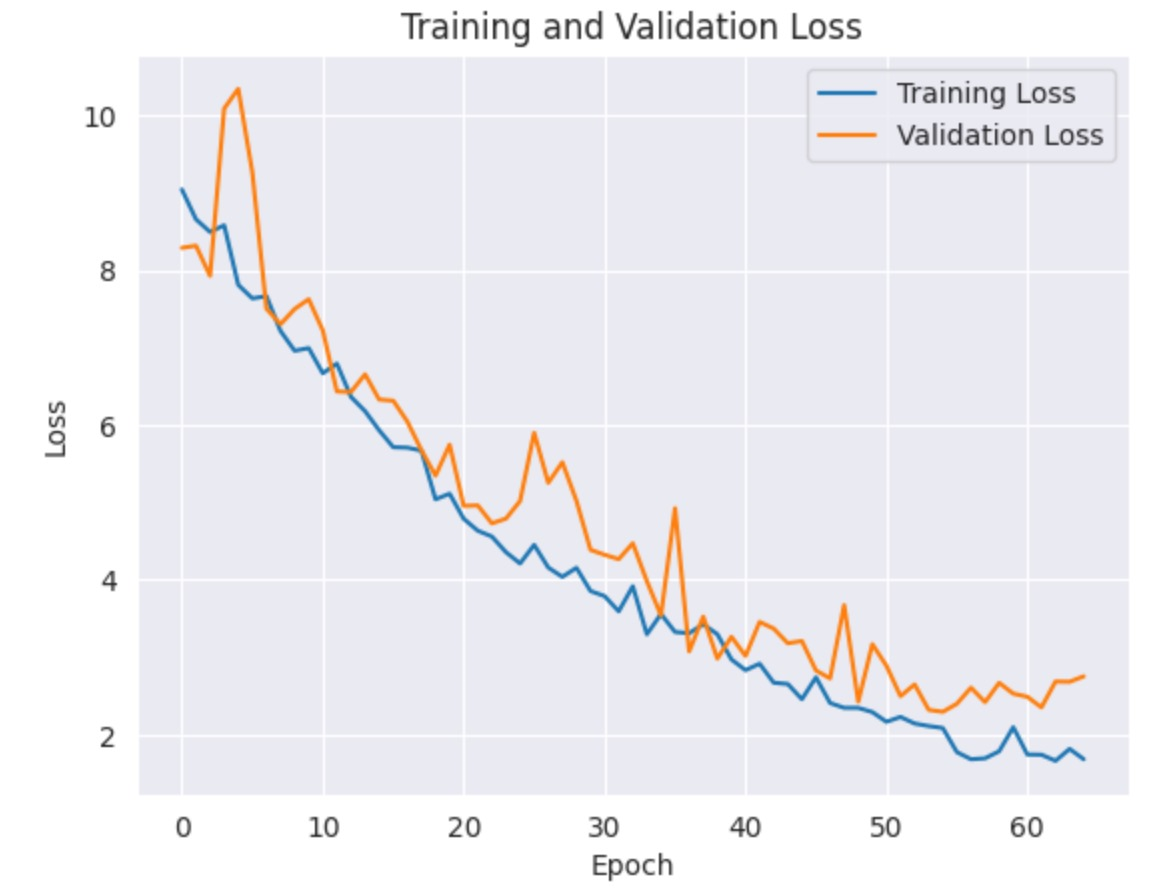 Training and Validation Loss
Training Loss
Validation Loss
10
8
6
4
2
Loss
0 10 20 30 40 50 60
Epoch